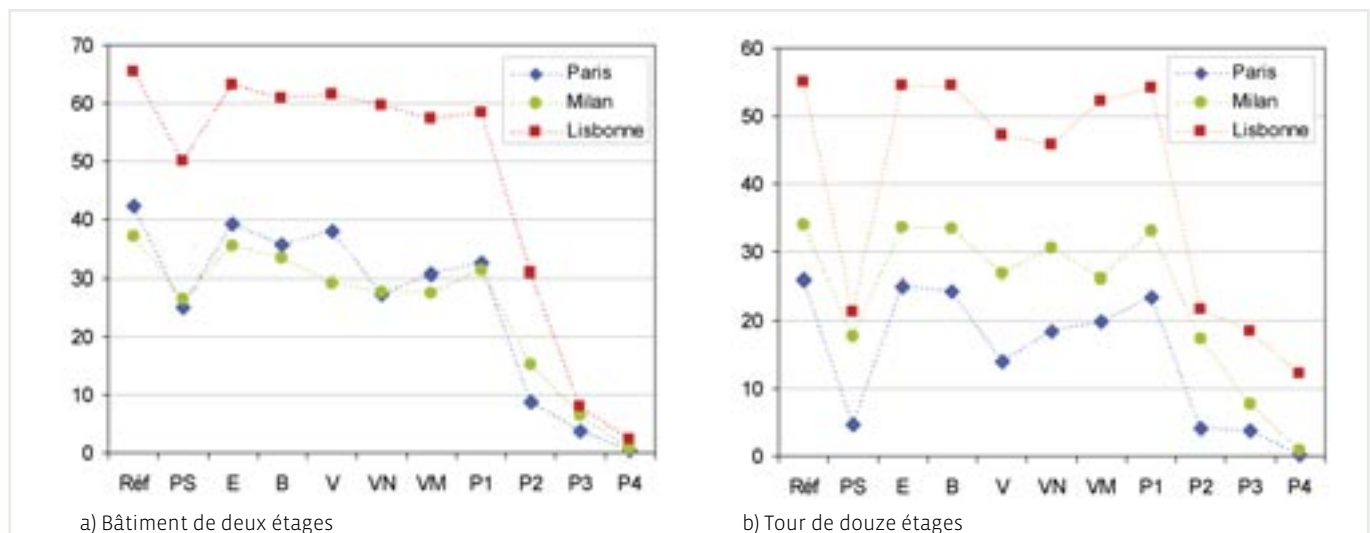 70
60
50
40
30
20
10
0
Paris
Milan
Lisbonne
Réf PS E B V VN VM P1 P2 P3 P4
a) Bâtiment de deux étages
60
50
40
30
20
10
0
Paris
Milan
Lisbonne
Réf PS E B V VN VM P1 P2 P3 P4
b) Tour de douze étages